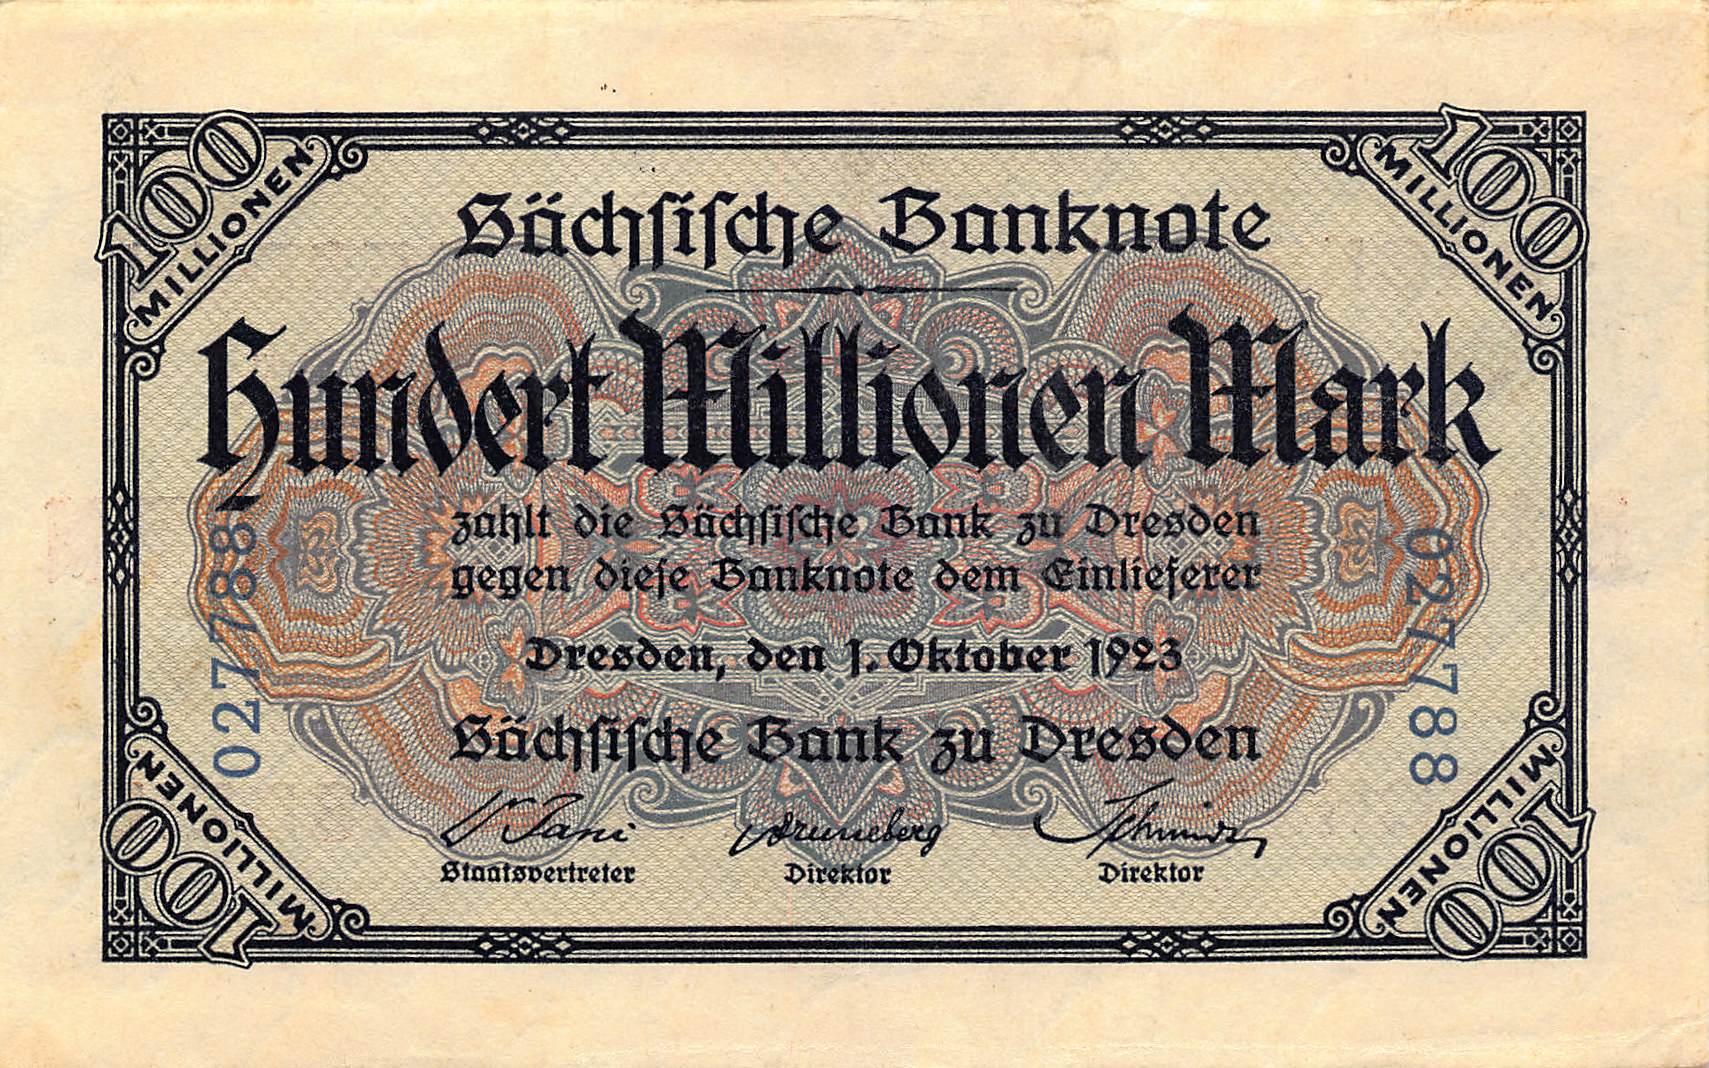 100
MILLIONEN
100
MILLIONEN
Sächsische Banknote
Hundert Millionen Mark
zahlt die Sächsische Bank zu Dresden
gegen diese Banknote dem Einlieferer
Dresden, den 1. Oktober 1923
Sächsische Bank zu Dresden
027788
027788
Staatsvertreter Direktor Direktor
100
MILLIONEN
100
MILLIONEN